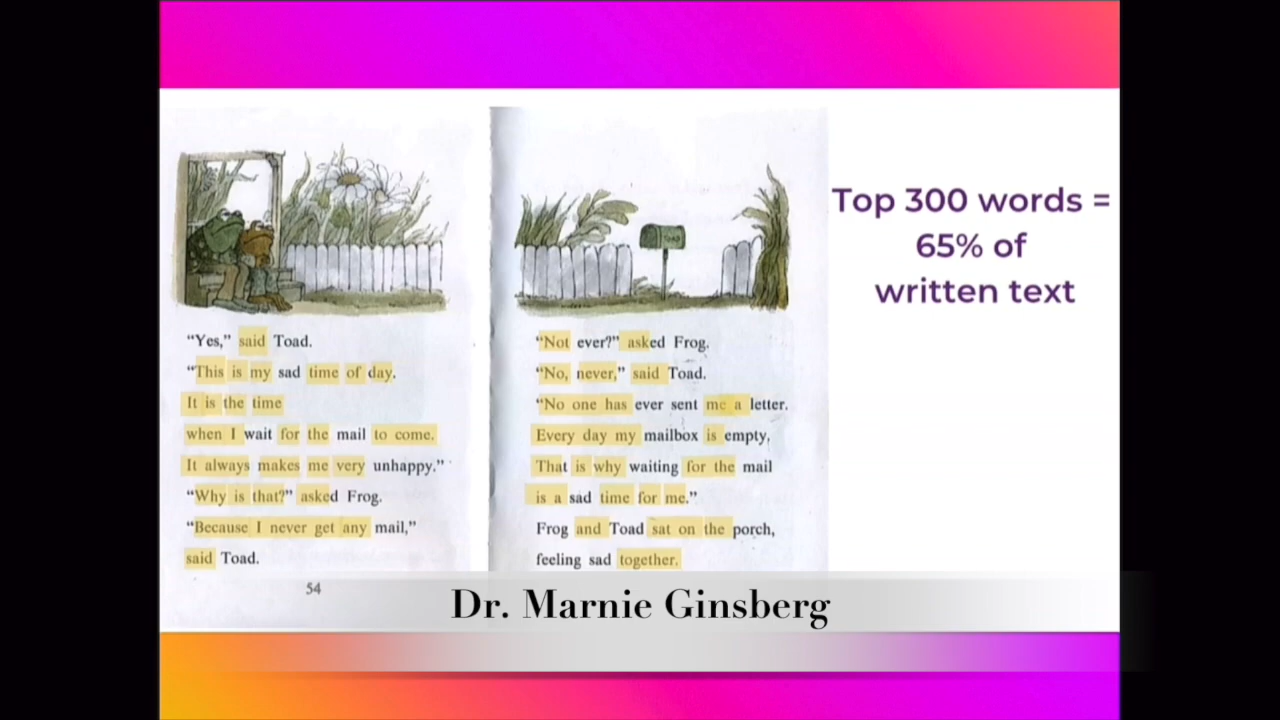 “Yes,” said Toad.
“This is my sad time of day.
It is the time
when I wait for the mail to come.
It always makes me very unhappy.”
“Why is that?” asked Frog.
“Because I never get any mail,”
said Toad.
54
“Not ever?” asked Frog.
“No, never,” said Toad.
“No one has ever sent me a letter.
Every day my mailbox is empty.
That is why waiting for the mail
is a sad time for me.”
Frog and Toad sat on the porch,
feeling sad together.
Top 300 words =
65% of
written text
Dr. Marnie Ginsberg